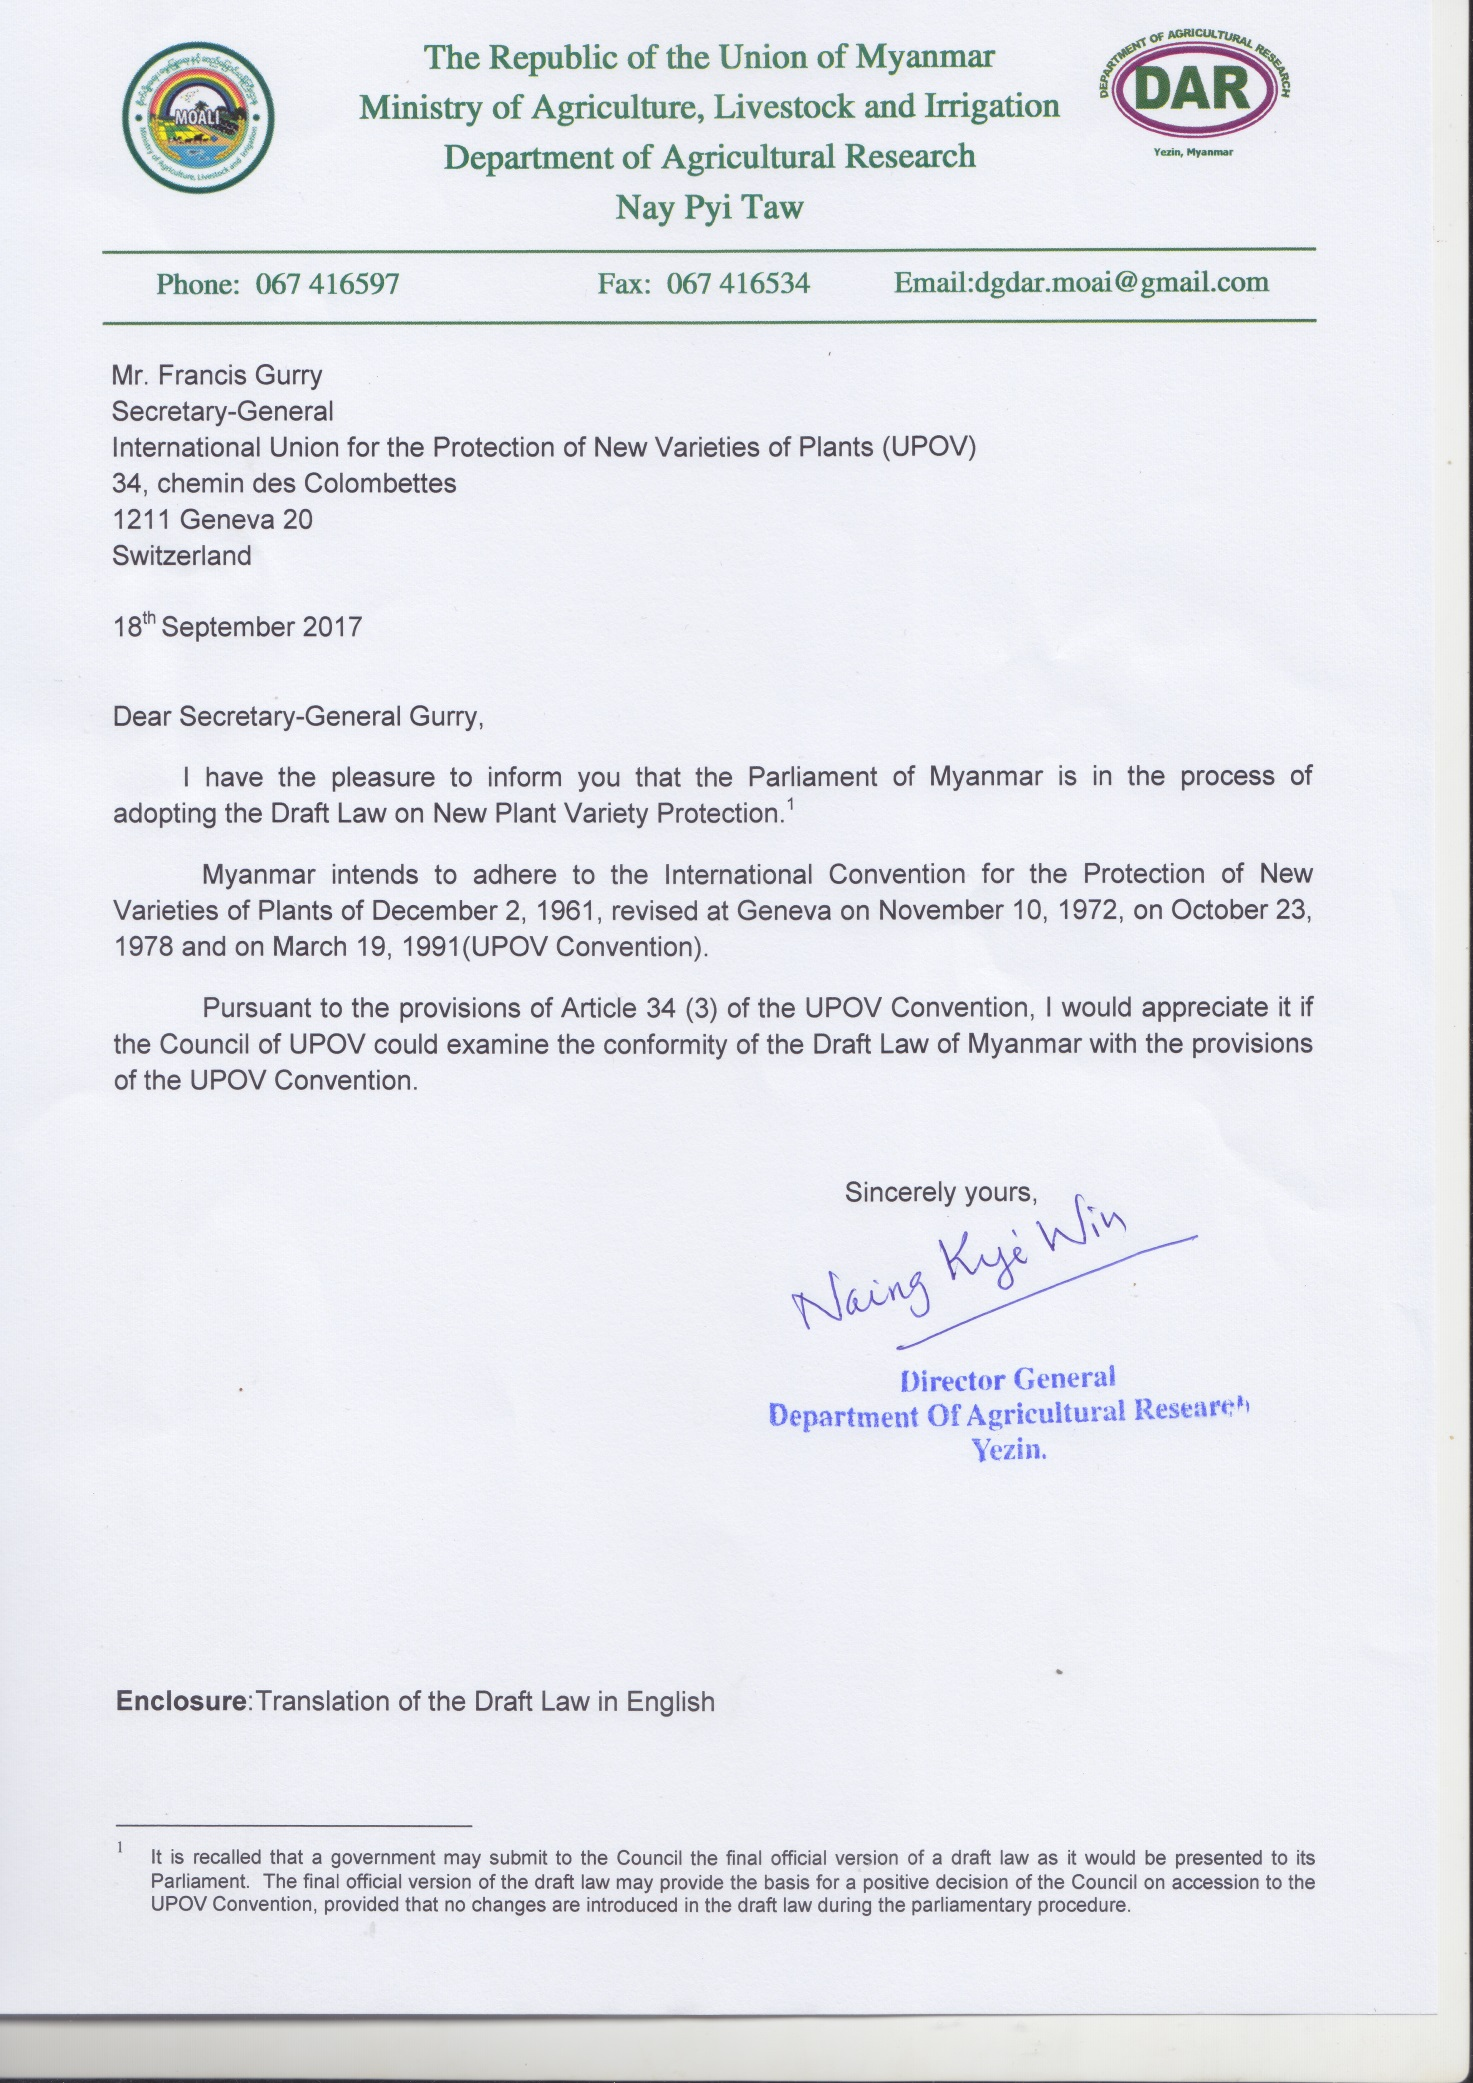 The Republic of the Union of Myanmar
Ministry of Agriculture, Livestock and Irrigation
Department of Agricultural Research
Nay Pyi Taw
MOALI
Ministry of Agriculture, Livestock and Irrigation
DEPARTMENT OF AGRICULTURAL RESEARCH
DAR
Yezin, Myanmar
Phone: 067 416597 Fax: 067 416534 Email:dgdar.moai@gmail.com
Mr. Francis Gurry
Secretary-General
International Union for the Protection of New Varieties of Plants (UPOV)
34, chemin des Colombettes
1211 Geneva 20
Switzerland
18th September 2017
Dear Secretary-General Gurry,
I have the pleasure to inform you that the Parliament of Myanmar is in the process of
adopting the Draft Law on New Plant Variety Protection.1
Myanmar intends to adhere to the International Convention for the Protection of New
Varieties of Plants of December 2, 1961, revised at Geneva on November 10, 1972, on October 23,
1978 and on March 19, 1991(UPOV Convention).
Pursuant to the provisions of Article 34 (3) of the UPOV Convention, I would appreciate it if
the Council of UPOV could examine the conformity of the Draft Law of Myanmar with the provisions
of the UPOV Convention.
Sincerely yours,
Naing Kyi Win
Director General
Department Of Agricultural Research
Yezin.
Enclosure:Translation of the Draft Law in English
1 It is recalled that a government may submit to the Council the final official version of a draft law as it would be presented to its
Parliament. The final official version of the draft law may provide the basis for a positive decision of the Council on accession to the
UPOV Convention, provided that no changes are introduced in the draft law during the parliamentary procedure.